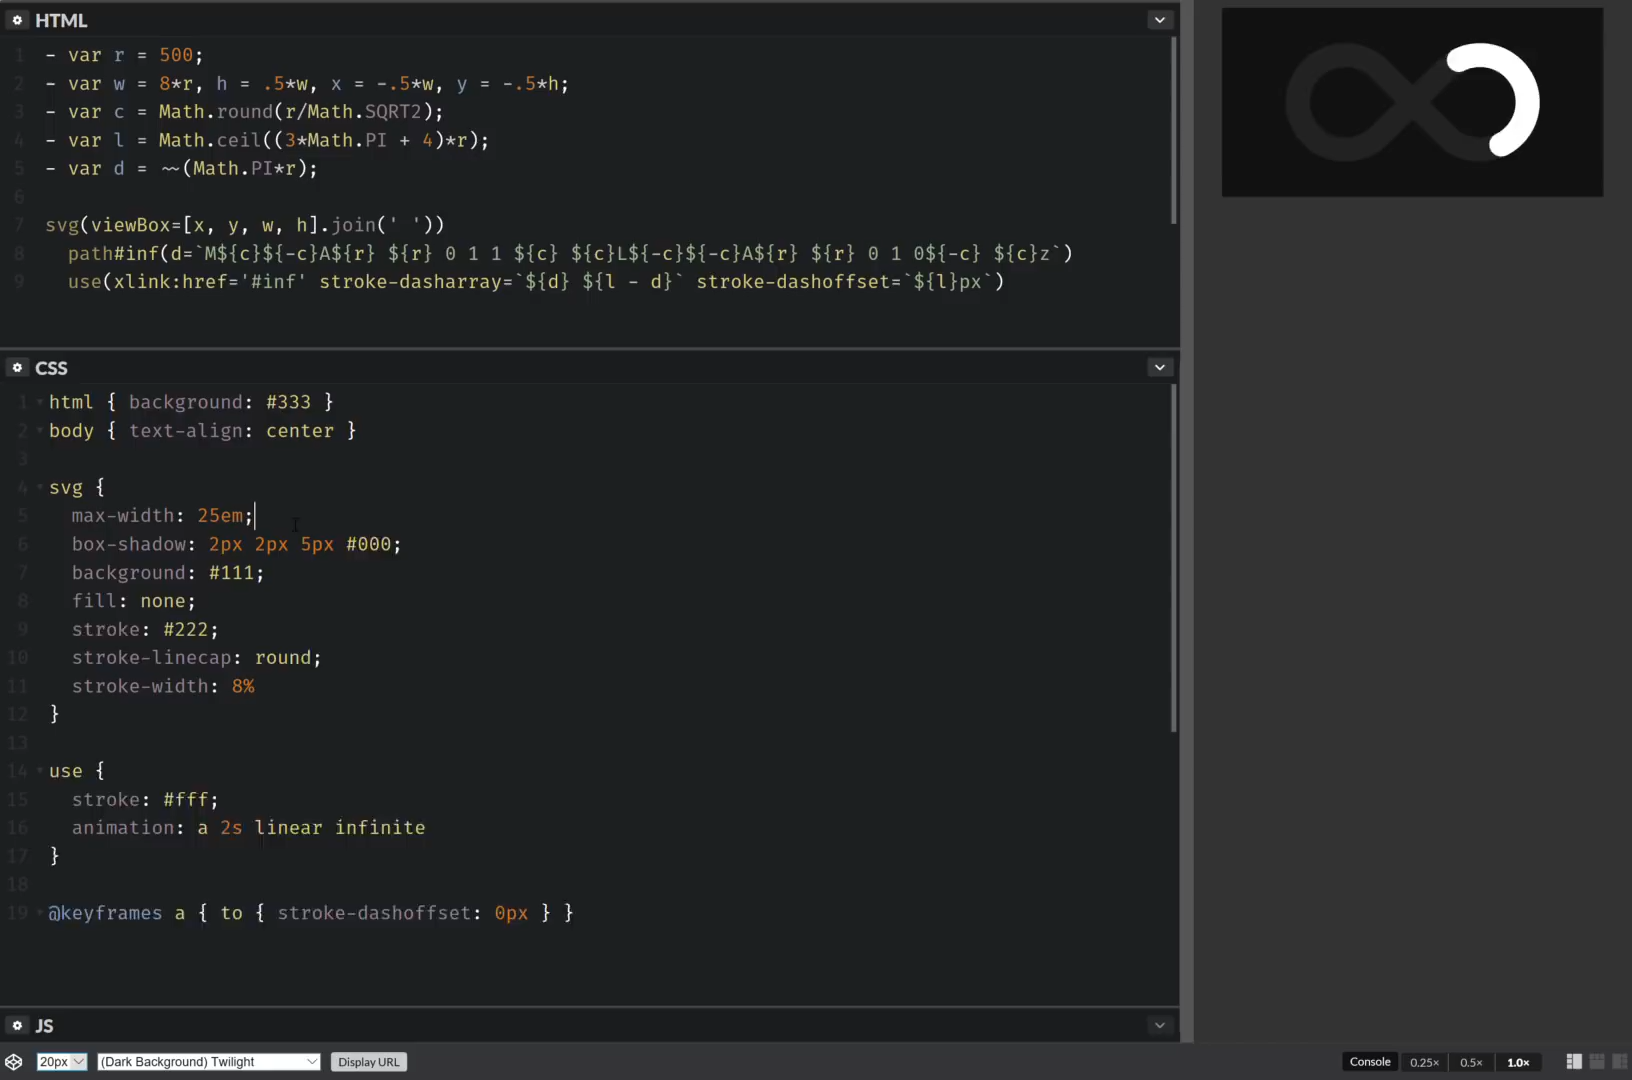 HTML
1 - var r = 500;
2 - var w = 8*r, h = .5*w, x = -.5*w, y = -.5*h;
3 - var c = Math.round(r/Math.SQRT2);
4 - var l = Math.ceil((3*Math.PI + 4)*r);
5 - var d = ~~(Math.PI*r);
6
7 svg(viewBox=[x, y, w, h].join(' '))
8 path#inf(d=`M${c}${-c}A${r} ${r} 0 1 1 ${c} ${c}L${-c}${-c}A${r} ${r} 0 1 0${-c} ${c}z`)
9 use(xlink:href='#inf' stroke-dasharray=`${d} ${l - d}` stroke-dashoffset=`${l}px`)
CSS
1 html { background: #333 }
2 body { text-align: center }
3
4 svg {
5 max-width: 25em;
6 box-shadow: 2px 2px 5px #000;
7 background: #111;
8 fill: none;
9 stroke: #222;
10 stroke-linecap: round;
11 stroke-width: 8%
12 }
13
14 use {
15 stroke: #fff;
16 animation: a 2s linear infinite
17 }
18
19 @keyframes a { to { stroke-dashoffset: 0px } }
JS
20px (Dark Background) Twilight Display URL Console 0.25× 0.5× 1.0×